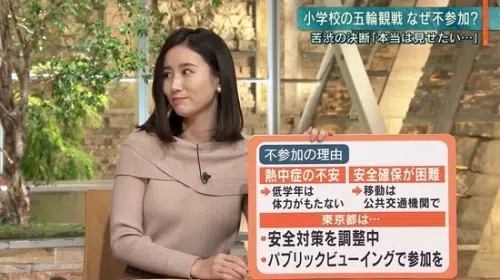 小学校の五輪観戦 なぜ不参加?
苦渋の決断「本当は見せたい…」
不参加の理由
熱中症の不安
➡低学年は
体力がもたない
安全確保が困難
➡移動は
公共交通機関で
東京都は…
・安全対策を調整中
・パブリックビューイングで参加を